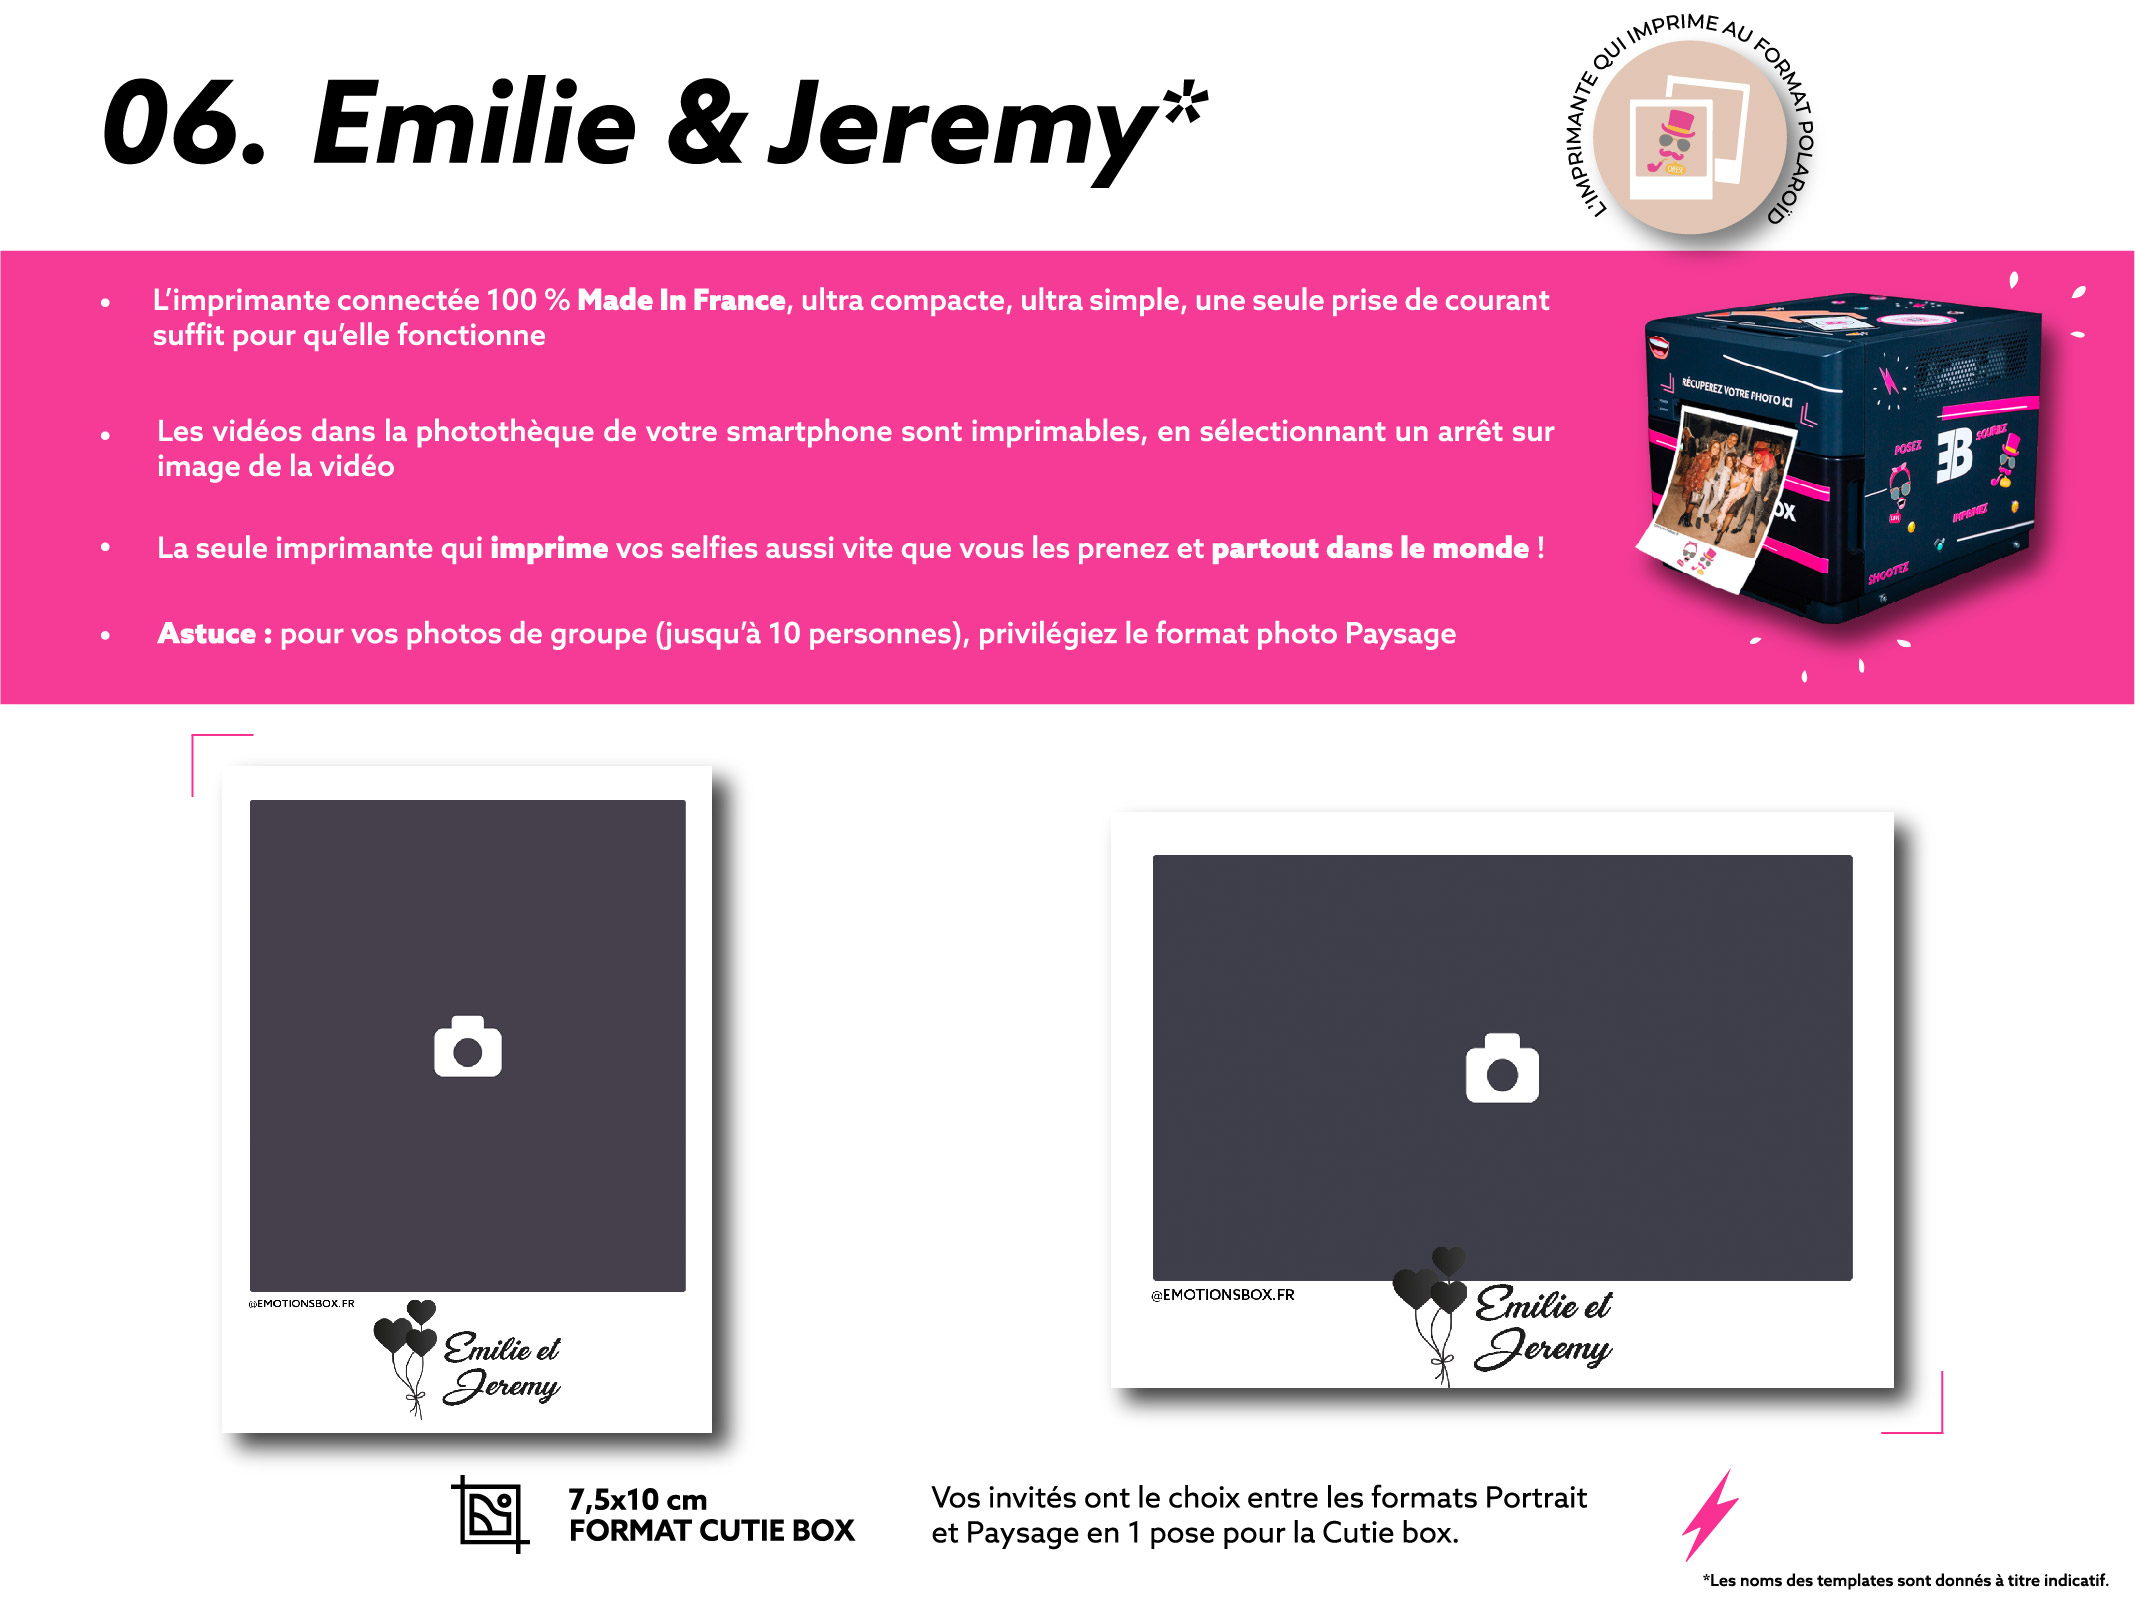 06. Emilie & Jeremy*
L'IMPRIMANTE QUI IMPRIME AU FORMAT POLAROÏD
• L'imprimante connectée 100 % Made In France, ultra compacte, ultra simple, une seule prise de courant
suffit pour qu'elle fonctionne
• Les vidéos dans la photothèque de votre smartphone sont imprimables, en sélectionnant un arrêt sur
image de la vidéo
• La seule imprimante qui imprime vos selfies aussi vite que vous les prenez et partout dans le monde !
• Astuce : pour vos photos de groupe (jusqu'à 10 personnes), privilégiez le format photo Paysage
RÉCUPEREZ VOTRE PHOTO ICI
POSEZ
SOURIEZ
EB
IMPRIMEZ
SHOOTEZ
OX
@EMOTIONSBOX.FR
Emilie et
Jeremy
@EMOTIONSBOX.FR
Emilie et
Jeremy
7,5x10 cm
FORMAT CUTIE BOX
Vos invités ont le choix entre les formats Portrait
et Paysage en 1 pose pour la Cutie box.
*Les noms des templates sont donnés à titre indicatif.